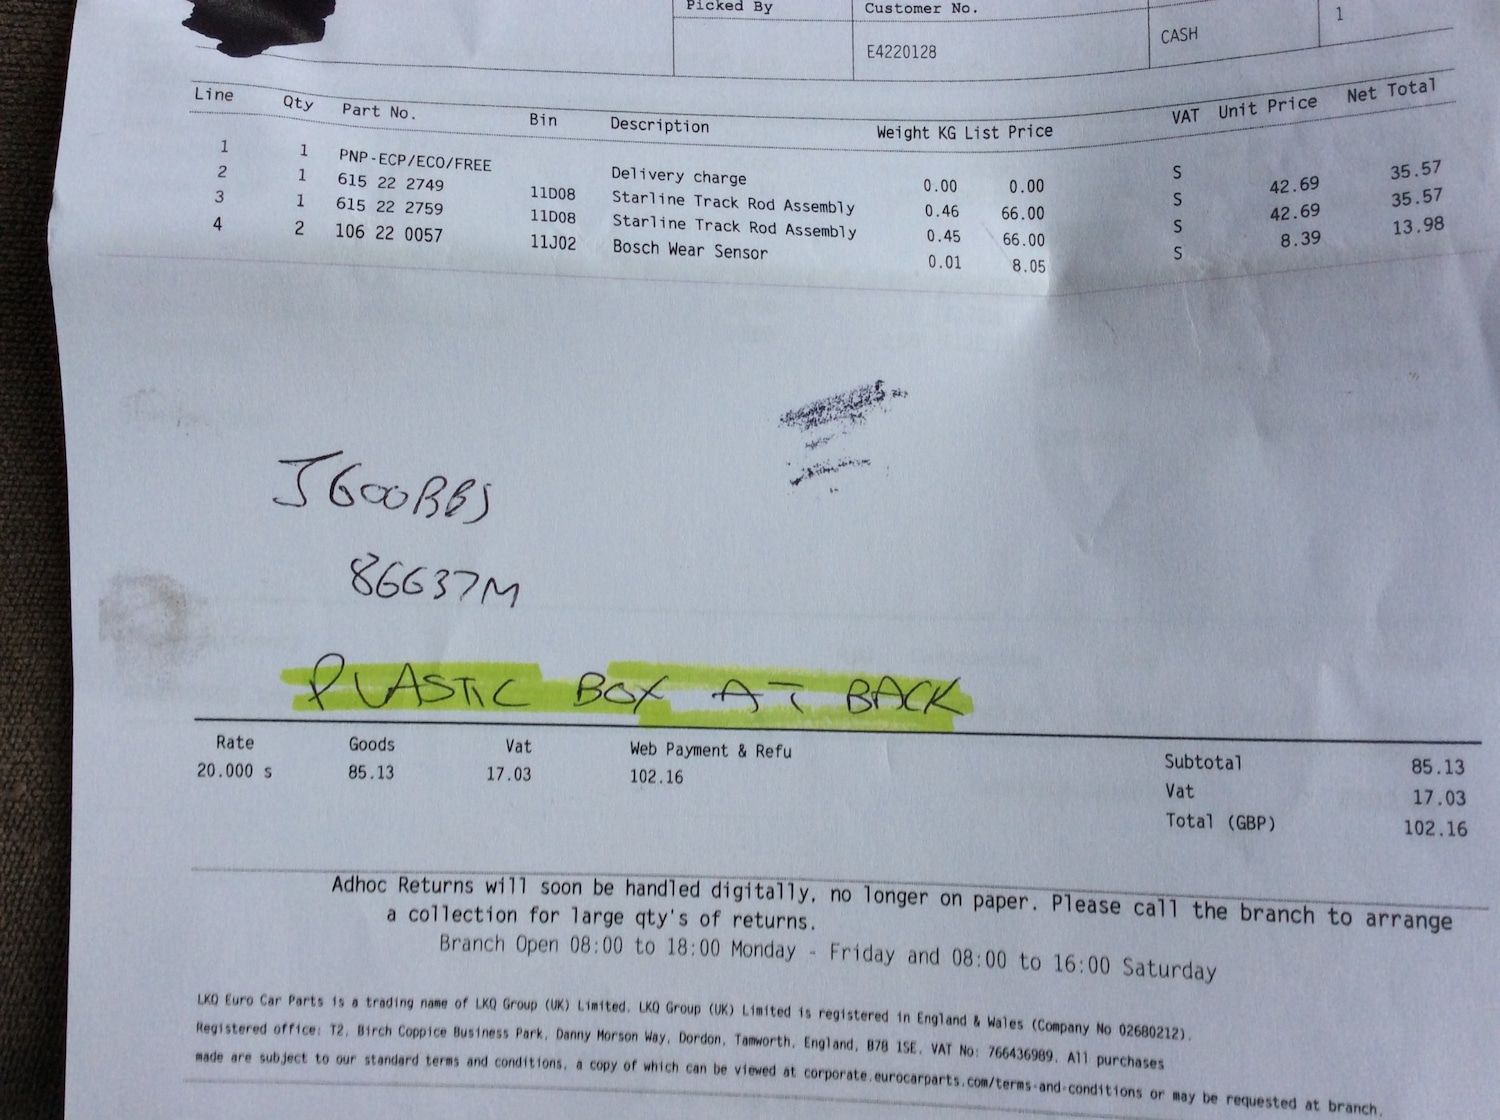 Picked By Customer No.
E4220128 CASH 1
Line Qty Part No. Bin Description Weight KG List Price VAT Unit Price Net Total
1 1 PNP-ECP/ECO/FREE Delivery charge 0.00 0.00 S
2 1 615 22 2749 11D08 Starline Track Rod Assembly 0.46 66.00 S 42.69 35.57
3 1 615 22 2759 11D08 Starline Track Rod Assembly 0.45 66.00 S 42.69 35.57
4 2 106 22 0057 11J02 Bosch Wear Sensor 0.01 8.05 S 8.39 13.98
86637M
PLASTIC BOX AT BACK
Rate Goods Vat Web Payment & Refu Subtotal 85.13
20.000 s 85.13 17.03 102.16 Vat 17.03
Total (GBP) 102.16
Adhoc Returns will soon be handled digitally, no longer on paper. Please call the branch to arrange
a collection for large qty's of returns.
Branch Open 08:00 to 18:00 Monday - Friday and 08:00 to 16:00 Saturday
LKQ Euro Car Parts is a trading name of LKQ Group (UK) Limited. LKQ Group (UK) Limited is registered in England & Wales (Company No 02680212).
Registered office: T2, Birch Coppice Business Park, Danny Morson Way, Dordon, Tamworth, England, B78 1SE. VAT No: 766436989. All purchases
made are subject to our standard terms and conditions, a copy of which can be viewed at corporate.eurocarparts.com/terms-and-conditions or may be requested at branch.